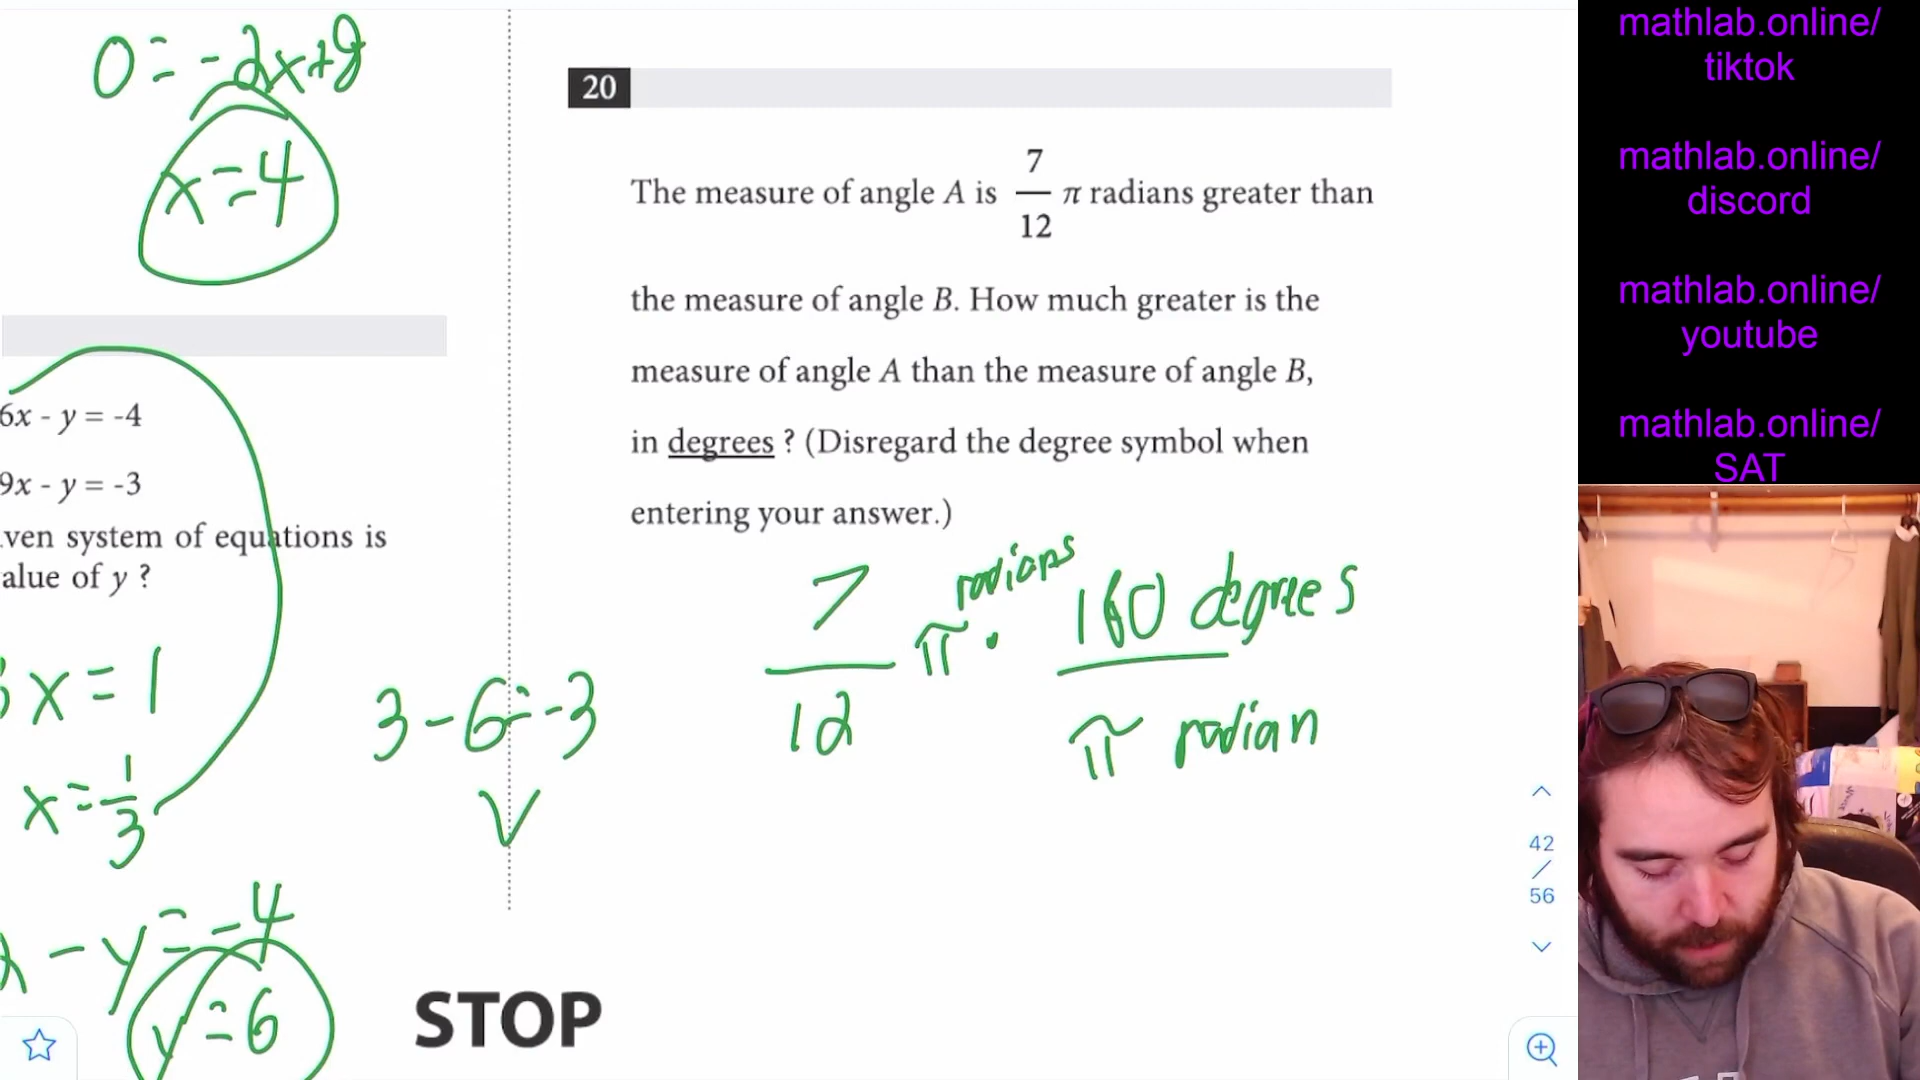 0 = -2x+8
x=4
6x - y = -4
9x - y = -3
ven system of equations is
alue of y ?
x = 1
3 - 6 = -3
x = 1/3
- y = -4
y = 6
STOP
20
The measure of angle A is 7/12 π radians greater than
the measure of angle B. How much greater is the
measure of angle A than the measure of angle B,
in degrees ? (Disregard the degree symbol when
entering your answer.)
7/12 π radians · 180 degrees / π radian
42
/
56
mathlab.online/
tiktok
mathlab.online/
discord
mathlab.online/
youtube
mathlab.online/
SAT